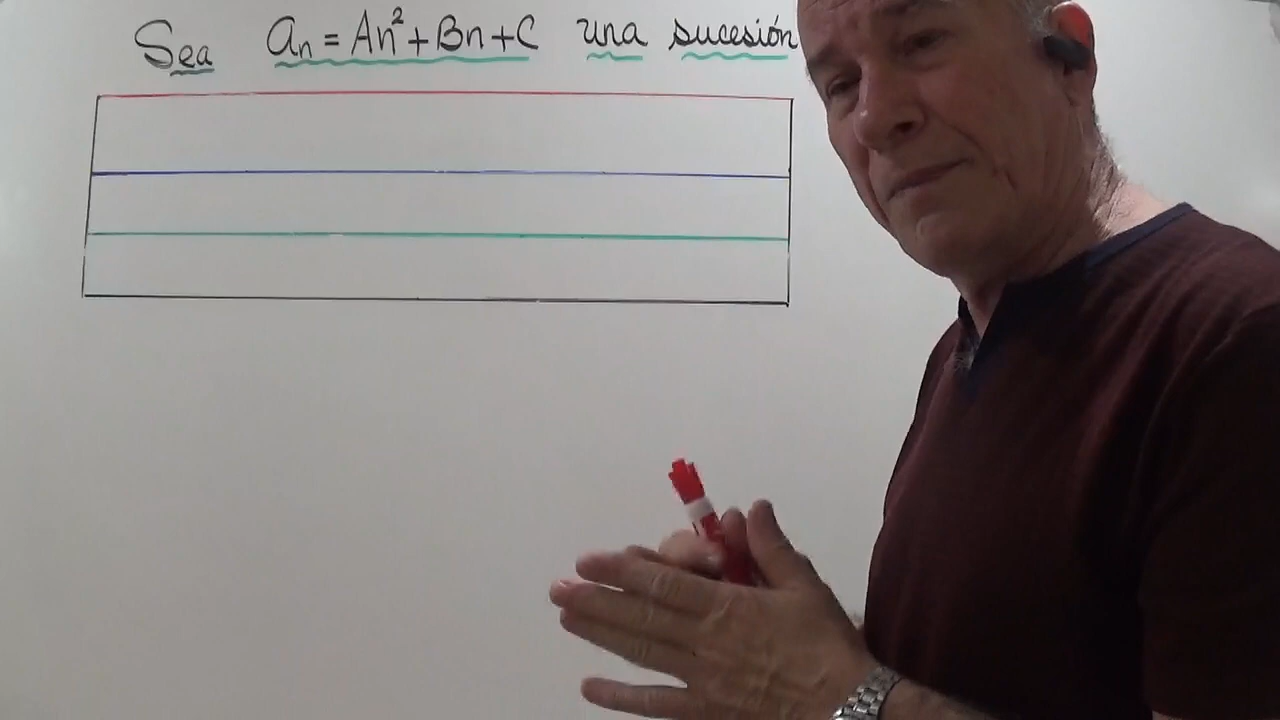 Sea an = An²+Bn+C una sucesión